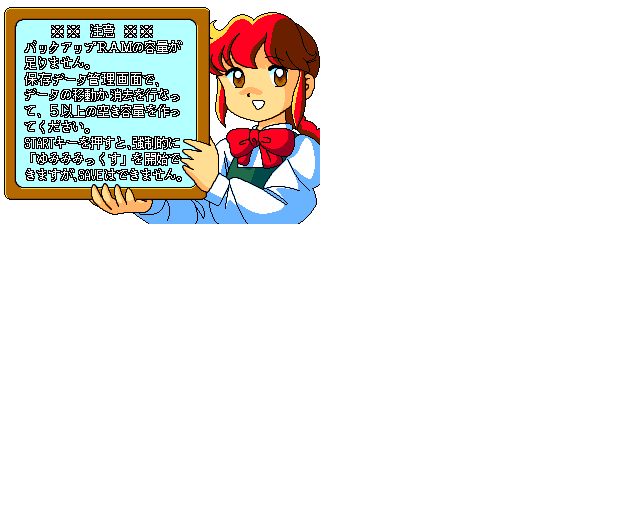 ※※ 注意 ※※
バックアップRAMの容量が
足りません。
保存データ管理画面で、
データの移動か消去を行なっ
て、５以上の空き容量を作っ
てください。
STARTキーを押すと、強制的に
「ゆみみみっくす」を開始で
きますが、SAVEはできません。